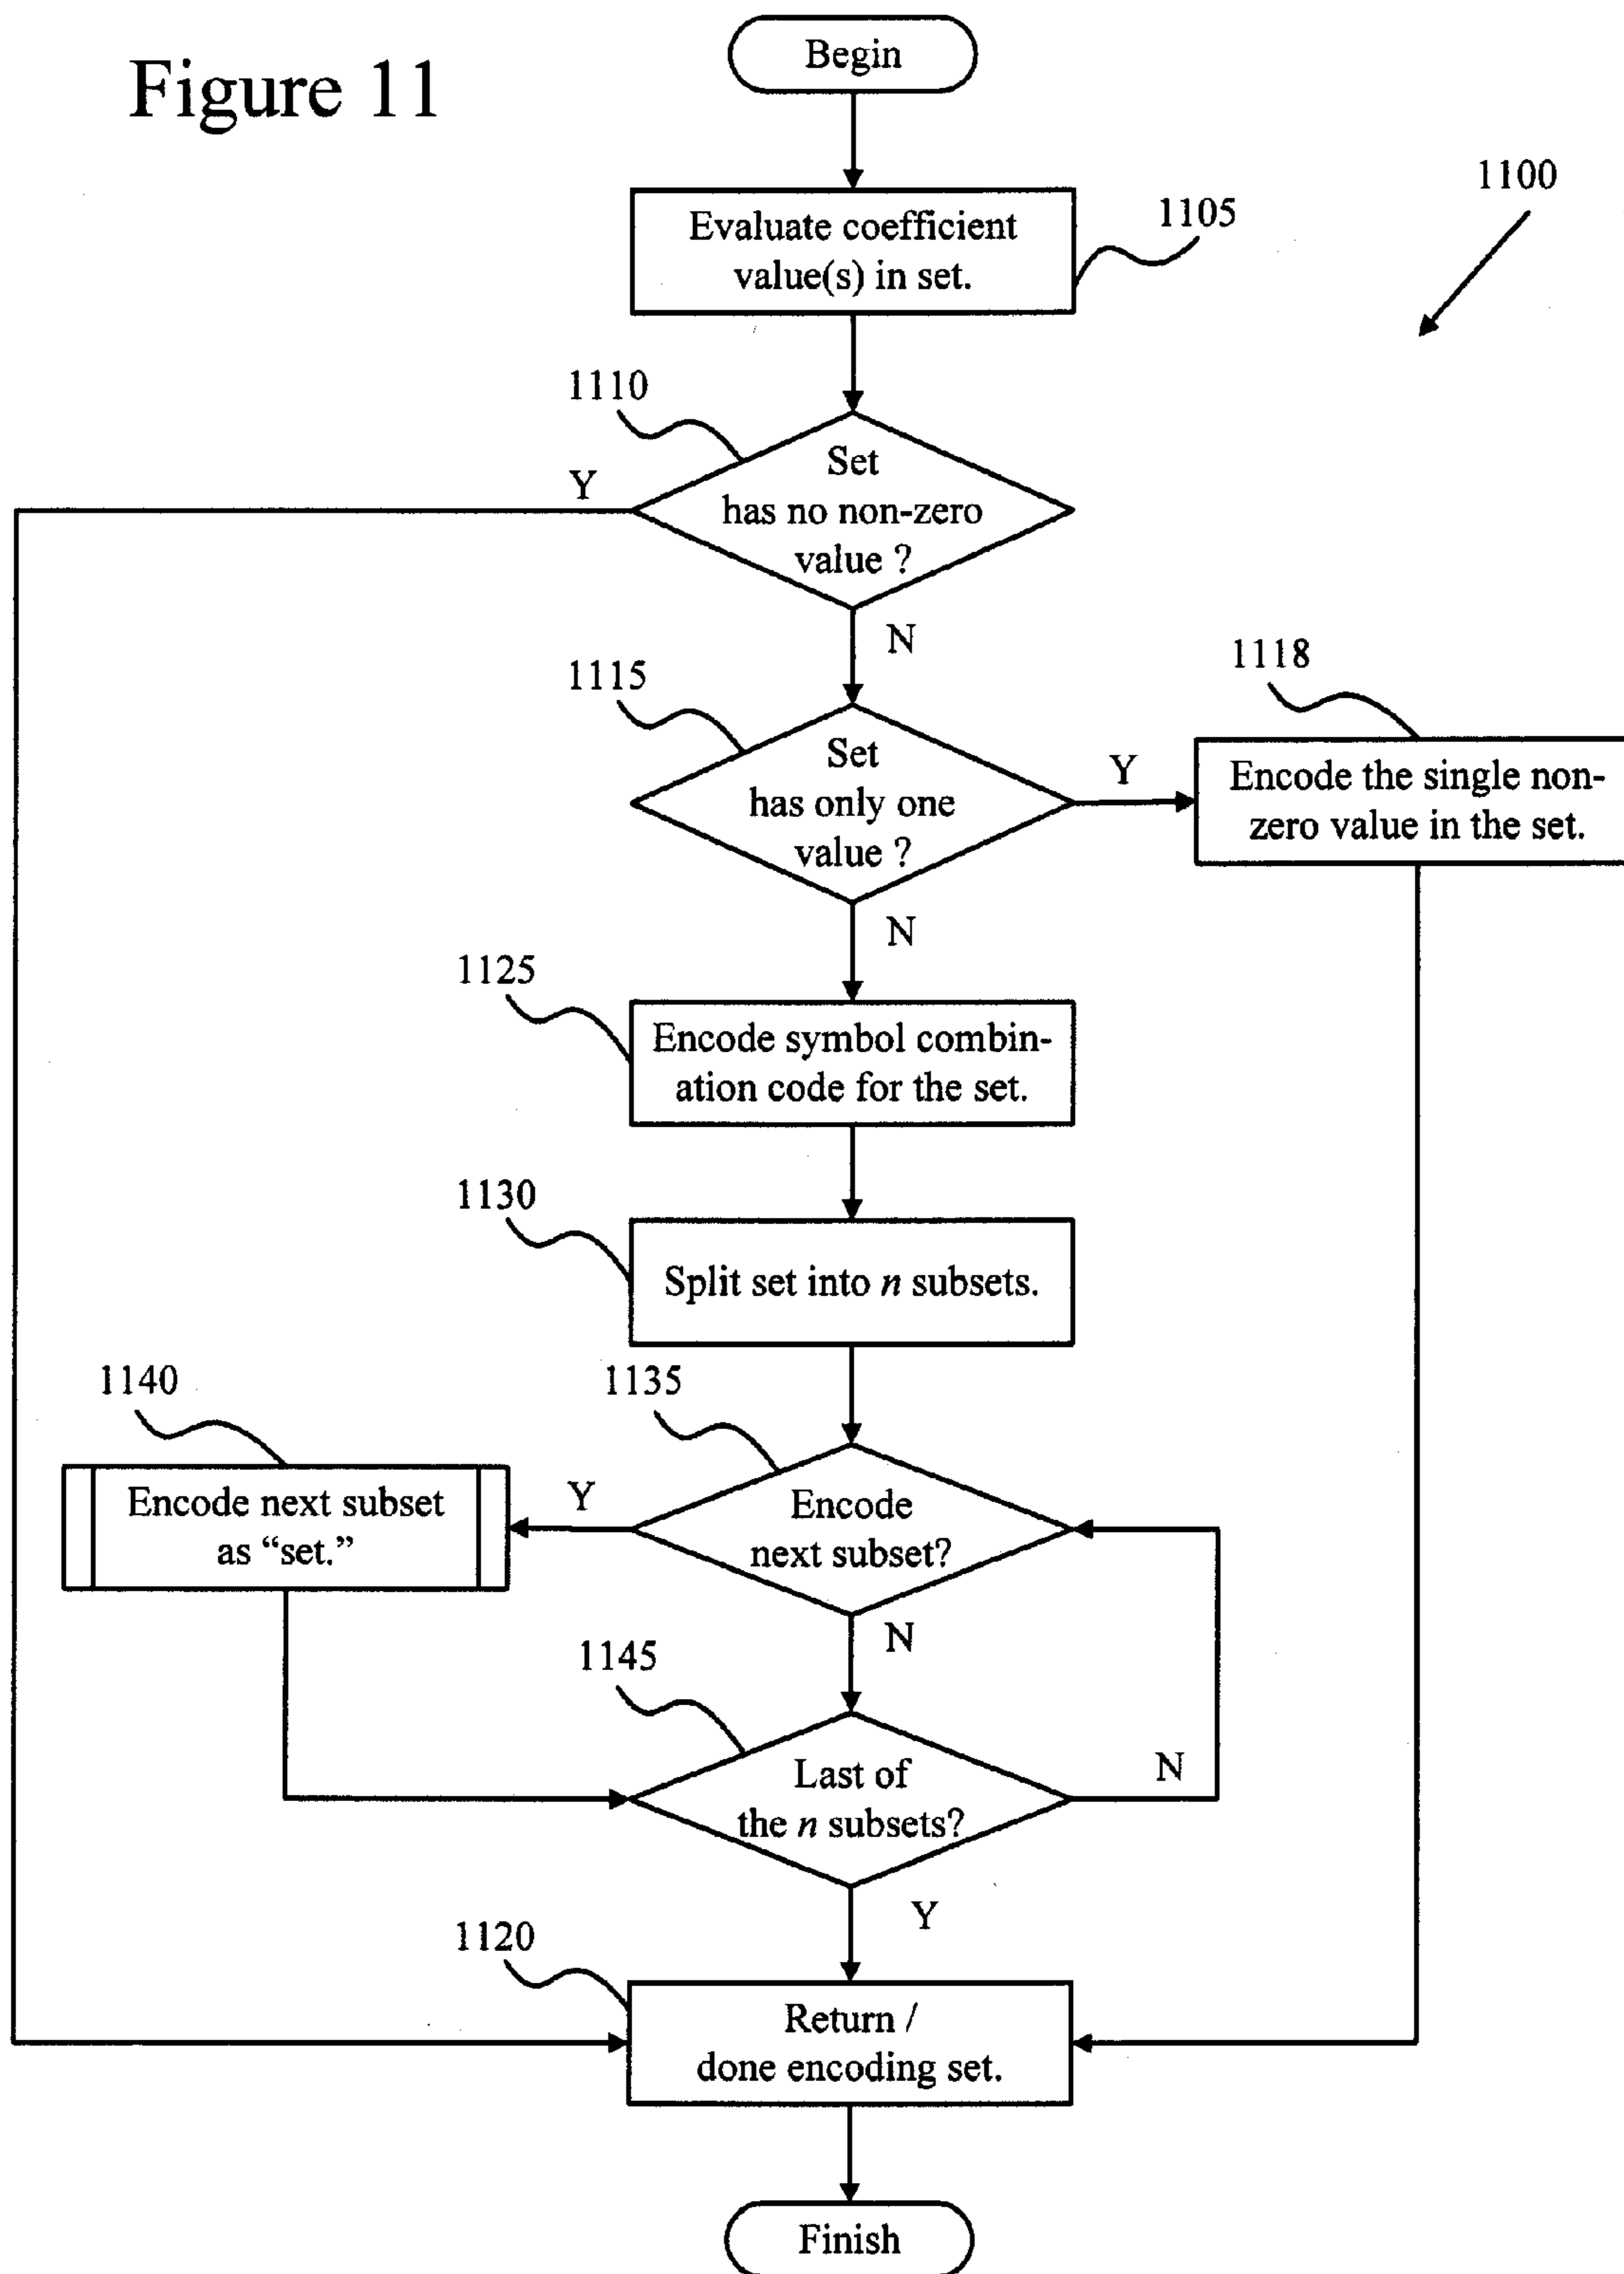 Figure 11
Begin
1100
1105
Evaluate coefficient
value(s) in set.
1110
Y
Set
has no non-zero
value ?
N
1115
1118
Set
has only one
value ?
Y
Encode the single non-
zero value in the set.
N
1125
Encode symbol combin-
ation code for the set.
1130
Split set into n subsets.
1140
1135
Encode next subset
as “set.”
Y
Encode
next subset?
N
1145
Last of
the n subsets?
N
Y
1120
Return /
done encoding set.
Finish